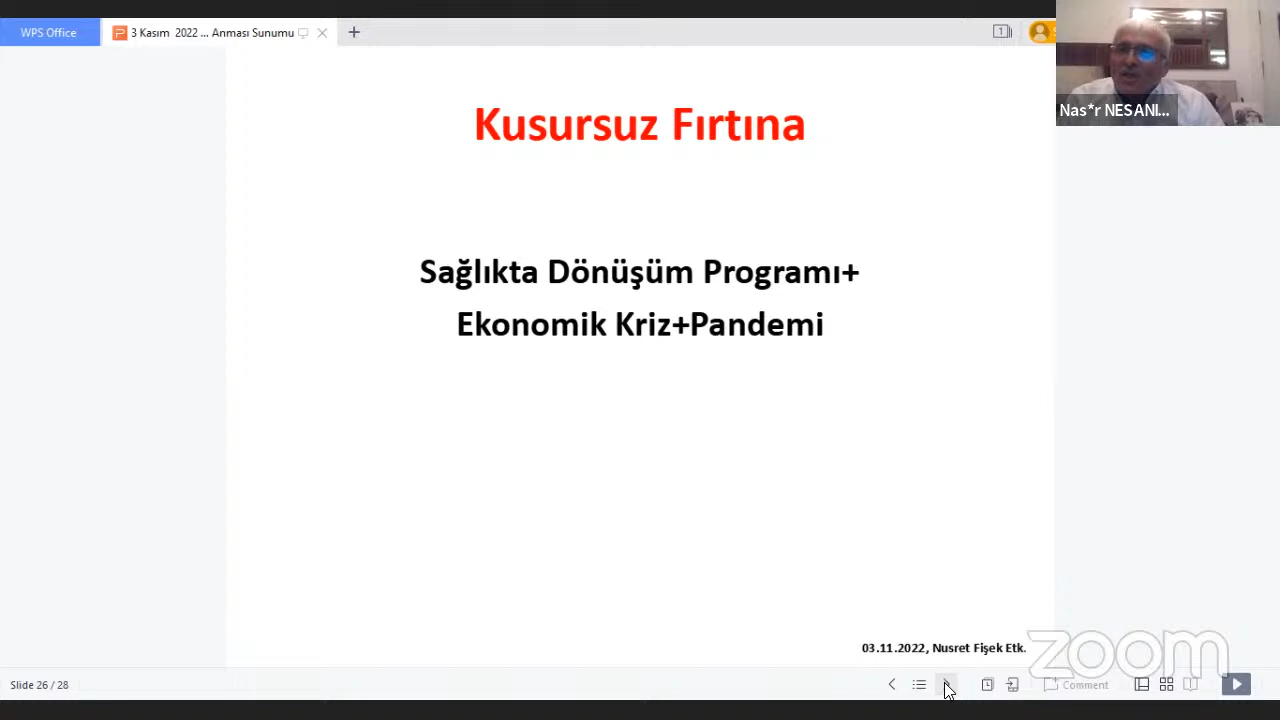 WPS Office
3 Kasım 2022 ... Anması Sunumu
1
Nas*r NESANI...
Kusursuz Fırtına
Sağlıkta Dönüşüm Programı+
Ekonomik Kriz+Pandemi
03.11.2022, Nusret Fişek Etk.
zoom
Slide 26 / 28
Comment